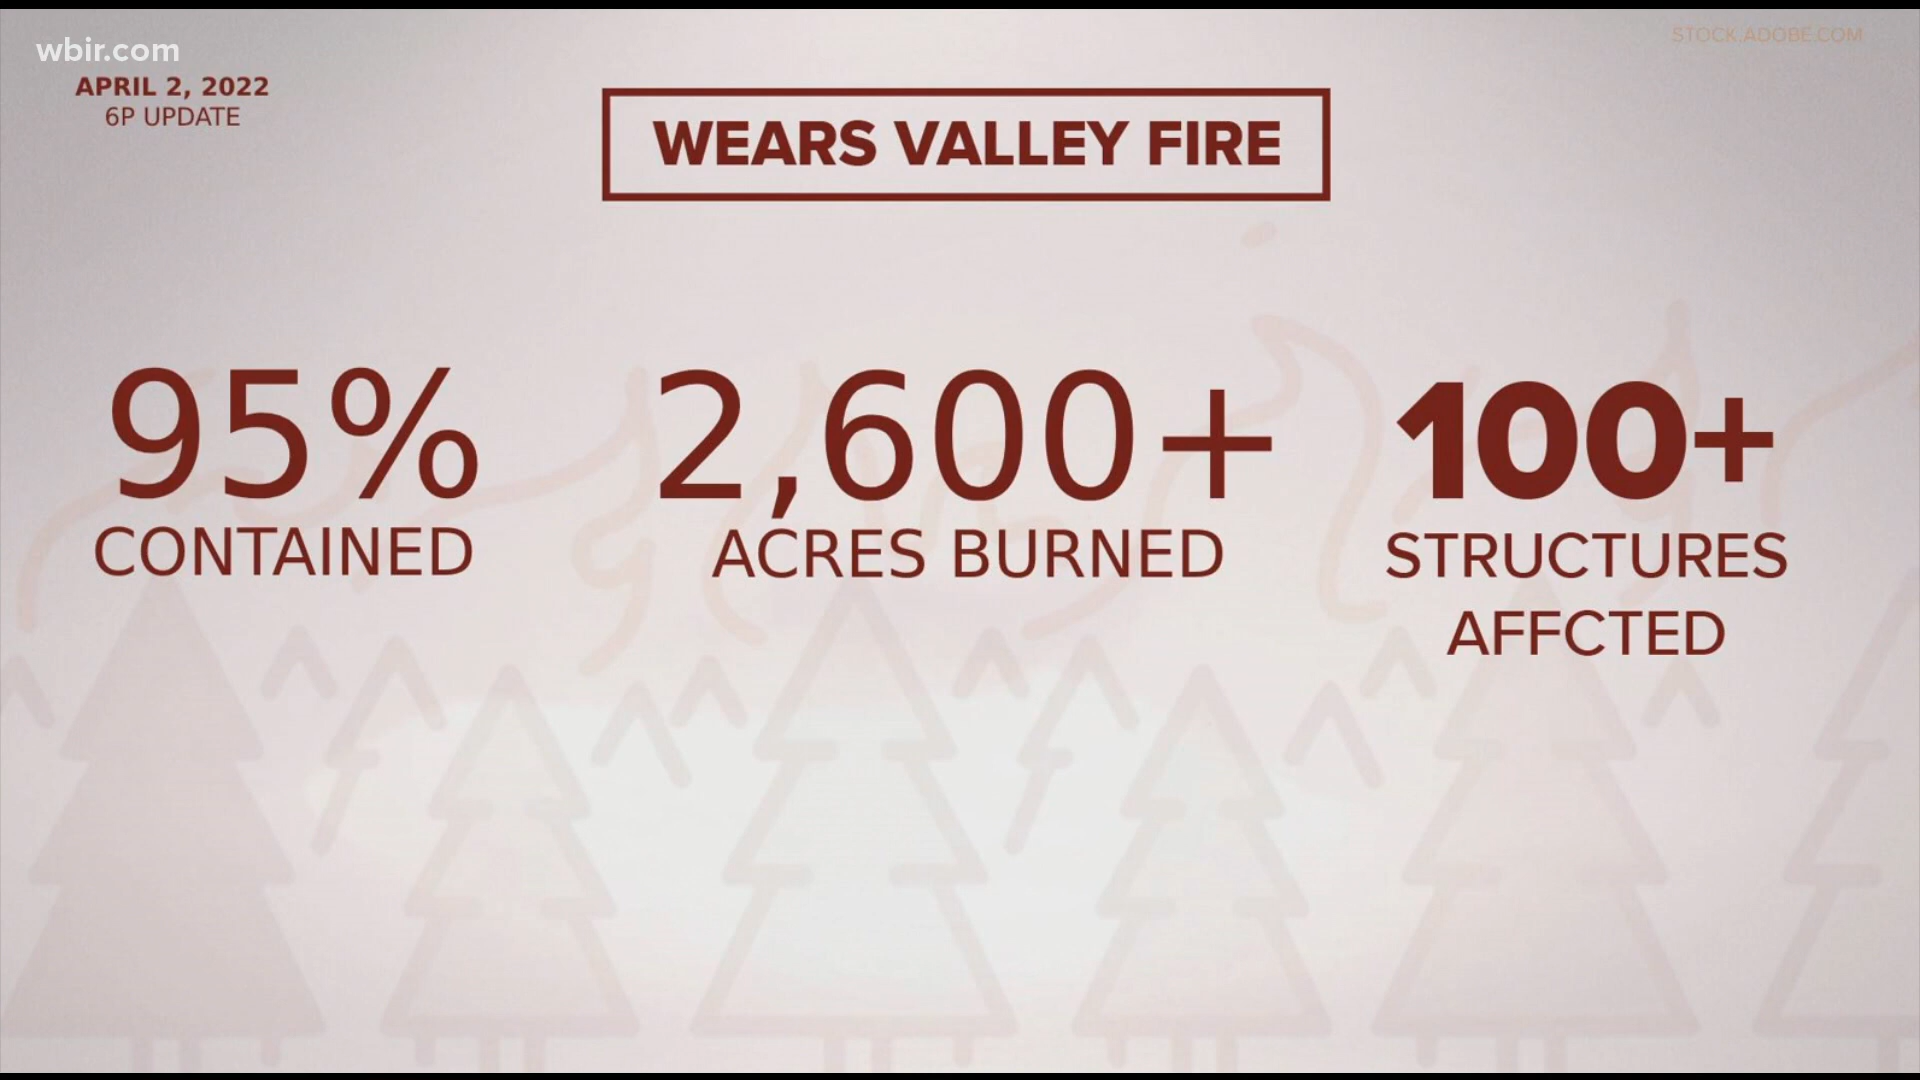 wbir.com
STOCK.ADOBE.COM
APRIL 2, 2022
6P UPDATE
WEARS VALLEY FIRE
95%
CONTAINED
2,600+
ACRES BURNED
100+
STRUCTURES
AFFCTED